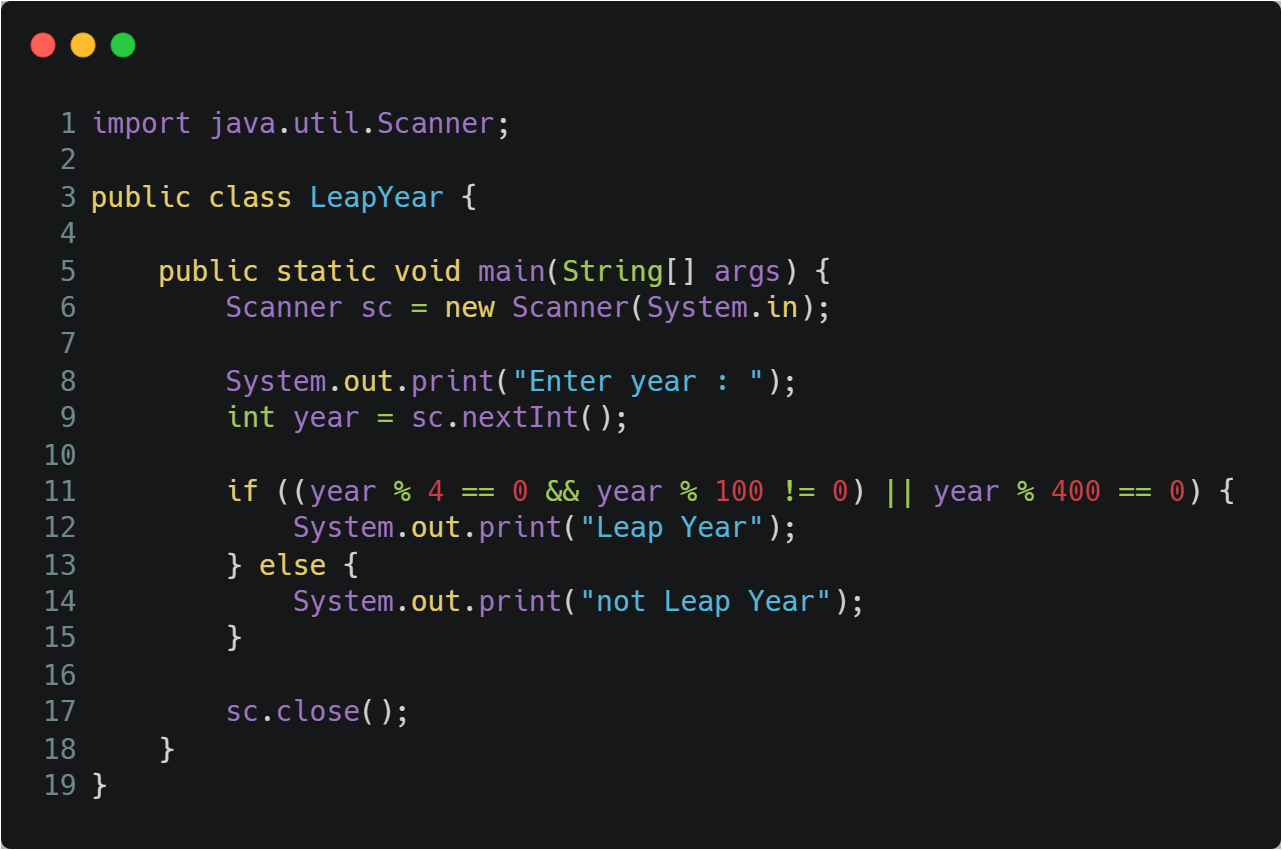 1 import java.util.Scanner;
2
3 public class LeapYear {
4
5     public static void main(String[] args) {
6         Scanner sc = new Scanner(System.in);
7
8         System.out.print("Enter year : ");
9         int year = sc.nextInt();
10
11         if ((year % 4 == 0 && year % 100 != 0) || year % 400 == 0) {
12             System.out.print("Leap Year");
13         } else {
14             System.out.print("not Leap Year");
15         }
16
17         sc.close();
18     }
19 }